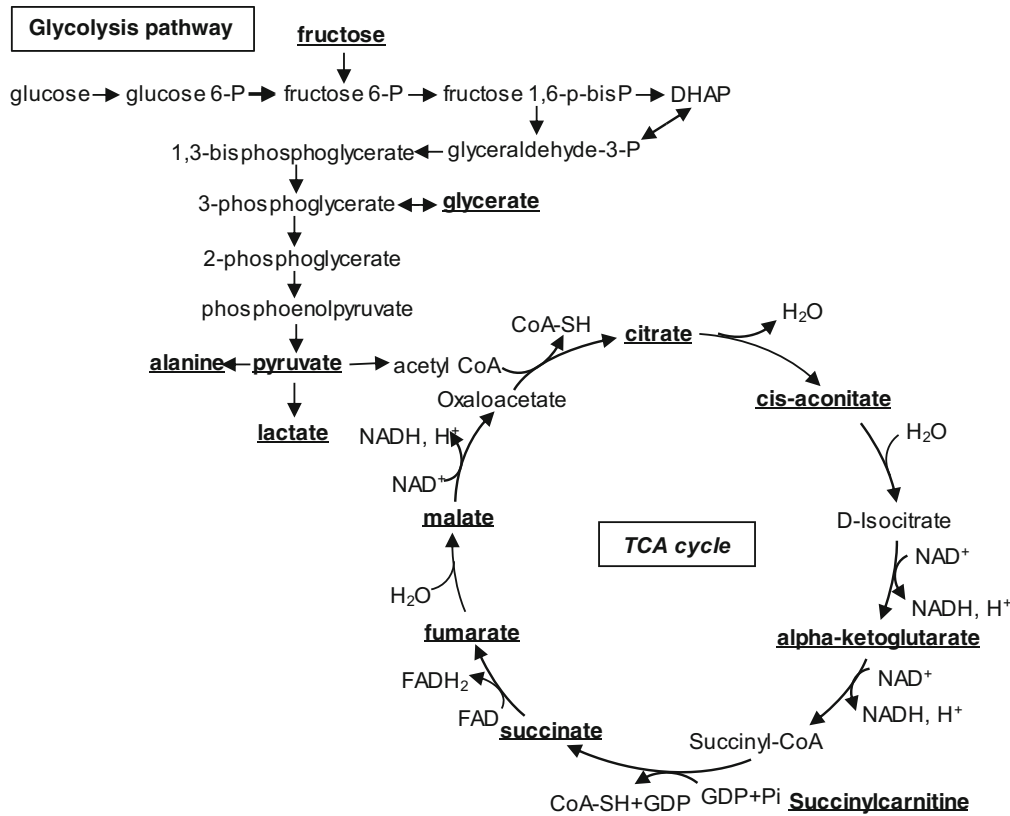 Glycolysis pathway
fructose
glucose glucose 6-P fructose 6-P fructose 1,6-p-bisP DHAP
1,3-bisphosphoglycerate glyceraldehyde-3-P
3-phosphoglycerate glycerate
2-phosphoglycerate
phosphoenolpyruvate
alanine pyruvate acetyl CoA CoA-SH citrate H₂O
Oxaloacetate cis-aconitate
lactate NADH, H⁺ H₂O
NAD⁺
malate D-Isocitrate
TCA cycle NAD⁺
H₂O NADH, H⁺
fumarate alpha-ketoglutarate
FADH₂ NAD⁺
FAD NADH, H⁺
succinate Succinyl-CoA
CoA-SH+GDP GDP+Pi Succinylcarnitine